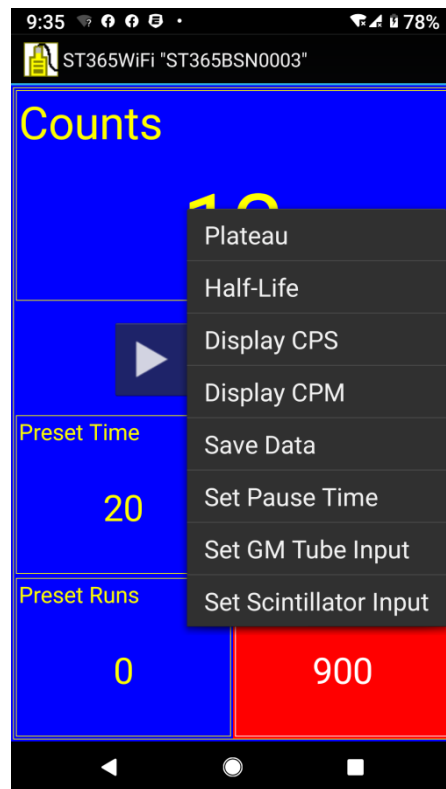 9:35
78%
ST365WiFi "ST365BSN0003"
Counts
Plateau
Half-Life
Display CPS
Display CPM
Save Data
Set Pause Time
Set GM Tube Input
Set Scintillator Input
Preset Time
20
Preset Runs
0
900